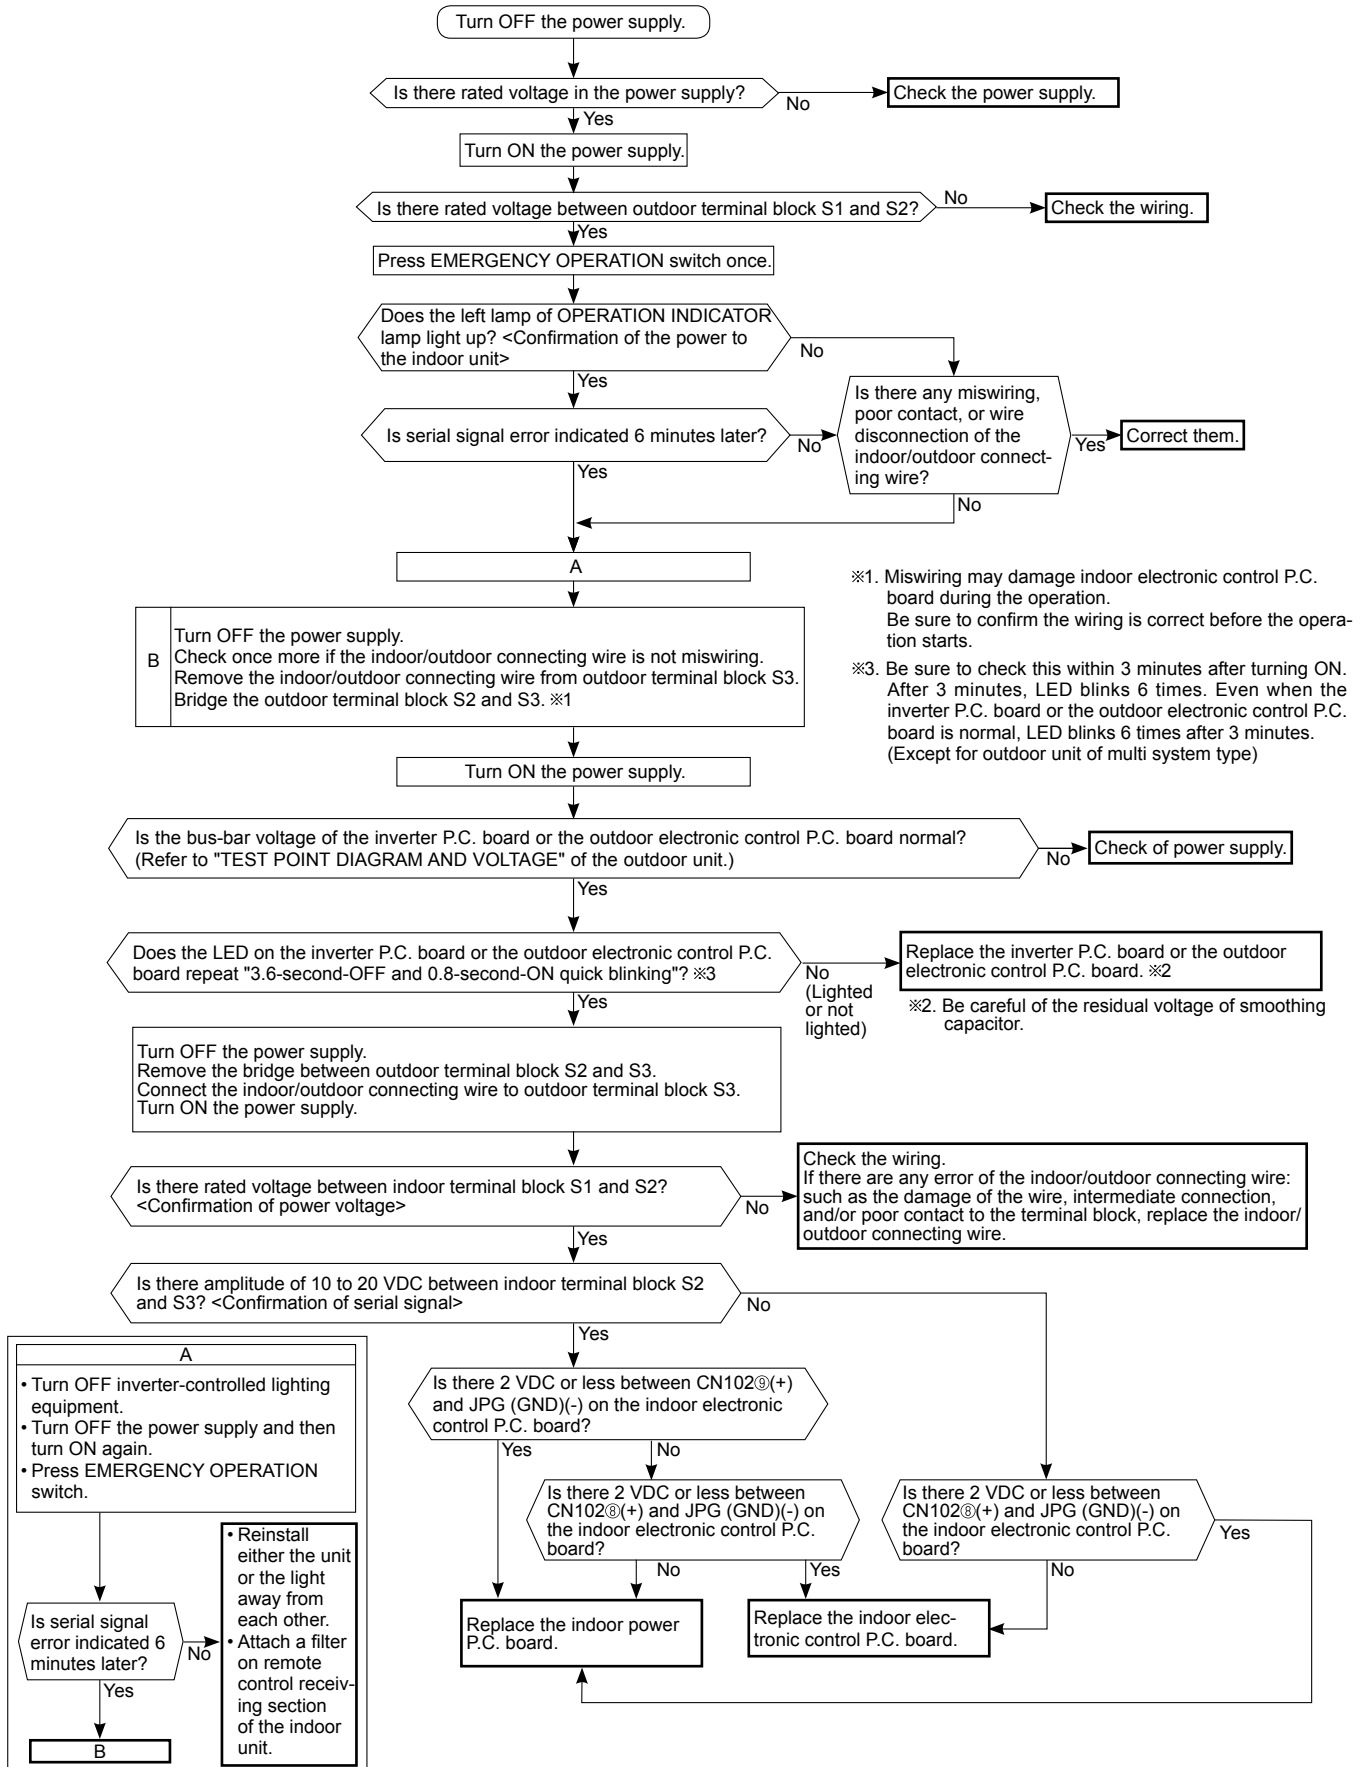 Turn OFF the power supply.
Is there rated voltage in the power supply?
No
Check the power supply.
Yes
Turn ON the power supply.
Is there rated voltage between outdoor terminal block S1 and S2?
No
Check the wiring.
Yes
Press EMERGENCY OPERATION switch once.
Does the left lamp of OPERATION INDICATOR
lamp light up? <Confirmation of the power to
the indoor unit>
No
Yes
Is there any miswiring,
poor contact, or wire
disconnection of the
indoor/outdoor connect-
ing wire?
Yes
Correct them.
Is serial signal error indicated 6 minutes later?
No
Yes
No
A
※1. Miswiring may damage indoor electronic control P.C.
board during the operation.
Be sure to confirm the wiring is correct before the opera-
tion starts.
※3. Be sure to check this within 3 minutes after turning ON.
After 3 minutes, LED blinks 6 times. Even when the
inverter P.C. board or the outdoor electronic control P.C.
board is normal, LED blinks 6 times after 3 minutes.
(Except for outdoor unit of multi system type)
B
Turn OFF the power supply.
Check once more if the indoor/outdoor connecting wire is not miswiring.
Remove the indoor/outdoor connecting wire from outdoor terminal block S3.
Bridge the outdoor terminal block S2 and S3. ※1
Turn ON the power supply.
Is the bus-bar voltage of the inverter P.C. board or the outdoor electronic control P.C. board normal?
(Refer to "TEST POINT DIAGRAM AND VOLTAGE" of the outdoor unit.)
No
Check of power supply.
Yes
Does the LED on the inverter P.C. board or the outdoor electronic control P.C.
board repeat "3.6-second-OFF and 0.8-second-ON quick blinking"? ※3
No
(Lighted
or not
lighted)
Replace the inverter P.C. board or the outdoor
electronic control P.C. board. ※2
※2. Be careful of the residual voltage of smoothing
capacitor.
Yes
Turn OFF the power supply.
Remove the bridge between outdoor terminal block S2 and S3.
Connect the indoor/outdoor connecting wire to outdoor terminal block S3.
Turn ON the power supply.
Is there rated voltage between indoor terminal block S1 and S2?
<Confirmation of power voltage>
No
Check the wiring.
If there are any error of the indoor/outdoor connecting wire:
such as the damage of the wire, intermediate connection,
and/or poor contact to the terminal block, replace the indoor/
outdoor connecting wire.
Yes
Is there amplitude of 10 to 20 VDC between indoor terminal block S2
and S3? <Confirmation of serial signal>
No
Yes
Is there 2 VDC or less between CN102⑨(+)
and JPG (GND)(-) on the indoor electronic
control P.C. board?
Yes
No
Is there 2 VDC or less between
CN102⑧(+) and JPG (GND)(-) on
the indoor electronic control P.C.
board?
No
Yes
Is there 2 VDC or less between
CN102⑧(+) and JPG (GND)(-) on
the indoor electronic control P.C.
board?
Yes
No
Replace the indoor power
P.C. board.
Replace the indoor elec-
tronic control P.C. board.
A
• Turn OFF inverter-controlled lighting
equipment.
• Turn OFF the power supply and then
turn ON again.
• Press EMERGENCY OPERATION
switch.
Is serial signal
error indicated 6
minutes later?
No
Yes
B
• Reinstall
either the unit
or the light
away from
each other.
• Attach a filter
on remote
control receiv-
ing section
of the indoor
unit.